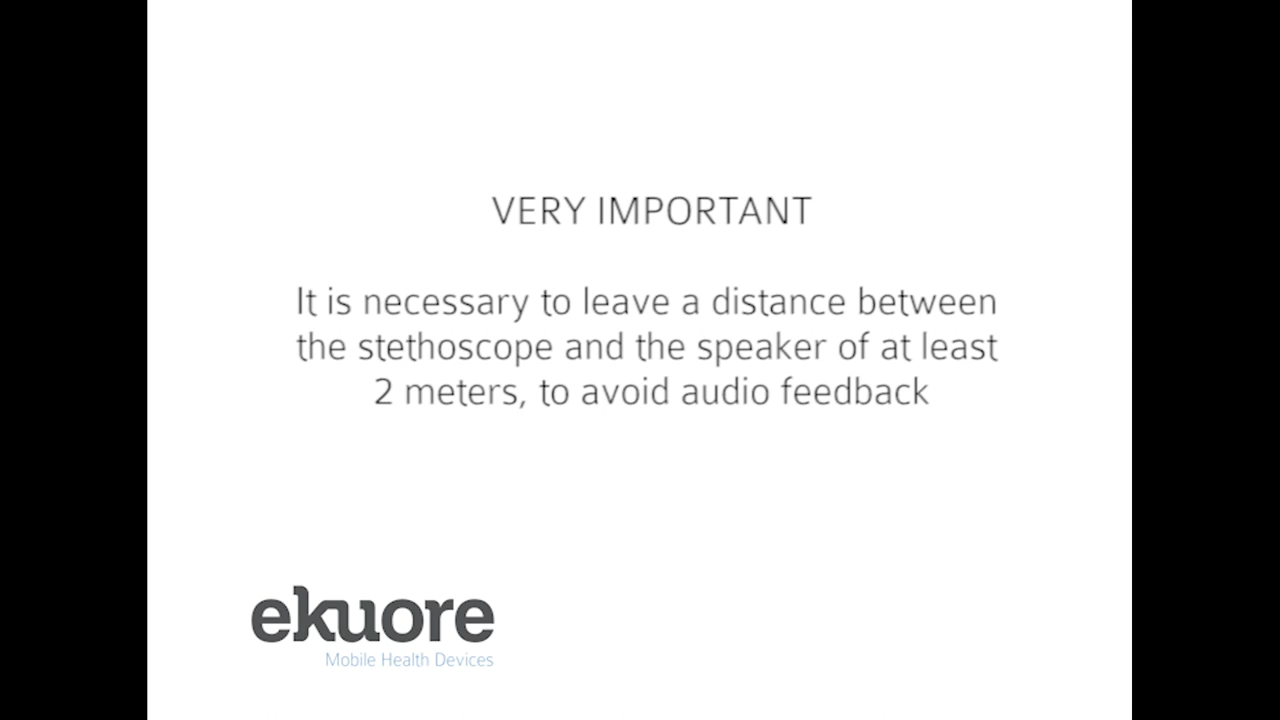 VERY IMPORTANT
It is necessary to leave a distance between
the stethoscope and the speaker of at least
2 meters, to avoid audio feedback
ekuore
Mobile Health Devices